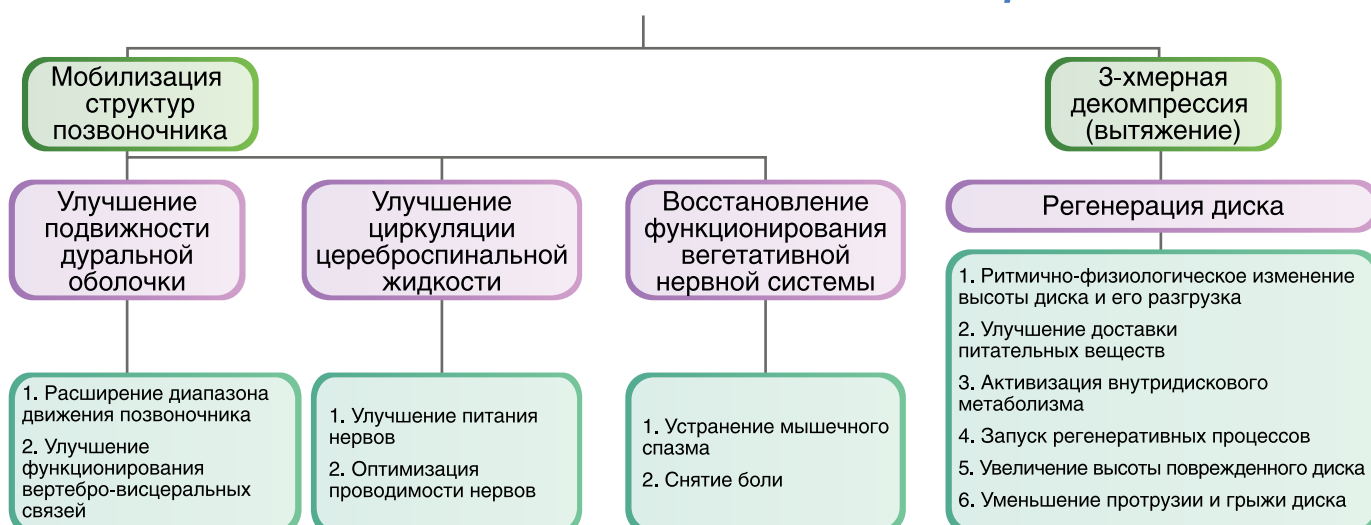 Мобилизация
структур
позвоночника
3-хмерная
декомпрессия
(вытяжение)
Улучшение
подвижности
дуральной
оболочки
Улучшение
циркуляции
цереброспинальной
жидкости
Восстановление
функционирования
вегетативной
нервной системы
Регенерация диска
1. Расширение диапазона
движения позвоночника
2. Улучшение
функционирования
вертебро-висцеральных
связей
1. Улучшение питания
нервов
2. Оптимизация
проводимости нервов
1. Устранение мышечного
спазма
2. Снятие боли
1. Ритмично-физиологическое изменение
высоты диска и его разгрузка
2. Улучшение доставки
питательных веществ
3. Активизация внутридискового
метаболизма
4. Запуск регенеративных процессов
5. Увеличение высоты поврежденного диска
6. Уменьшение протрузии и грыжи диска